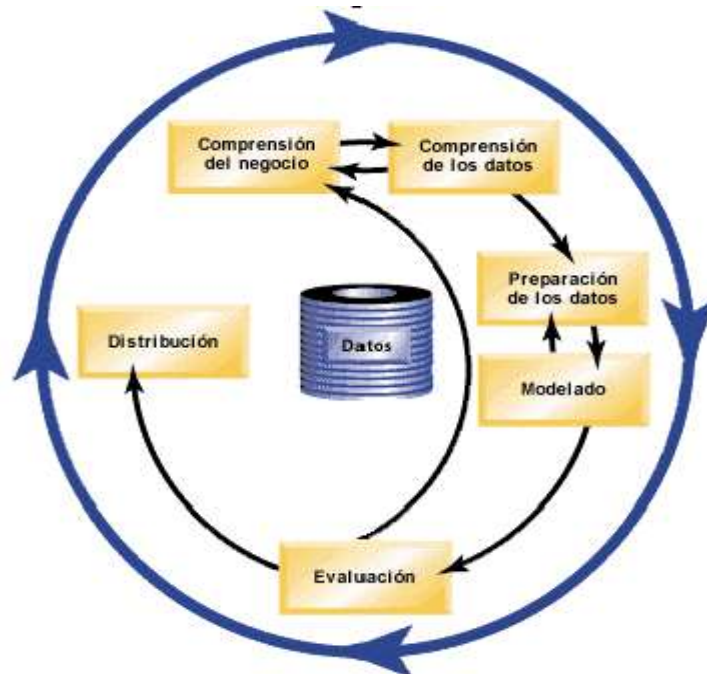 Comprensión
del negocio
Comprensión
de los datos
Preparación
de los datos
Distribución
Datos
Modelado
Evaluación